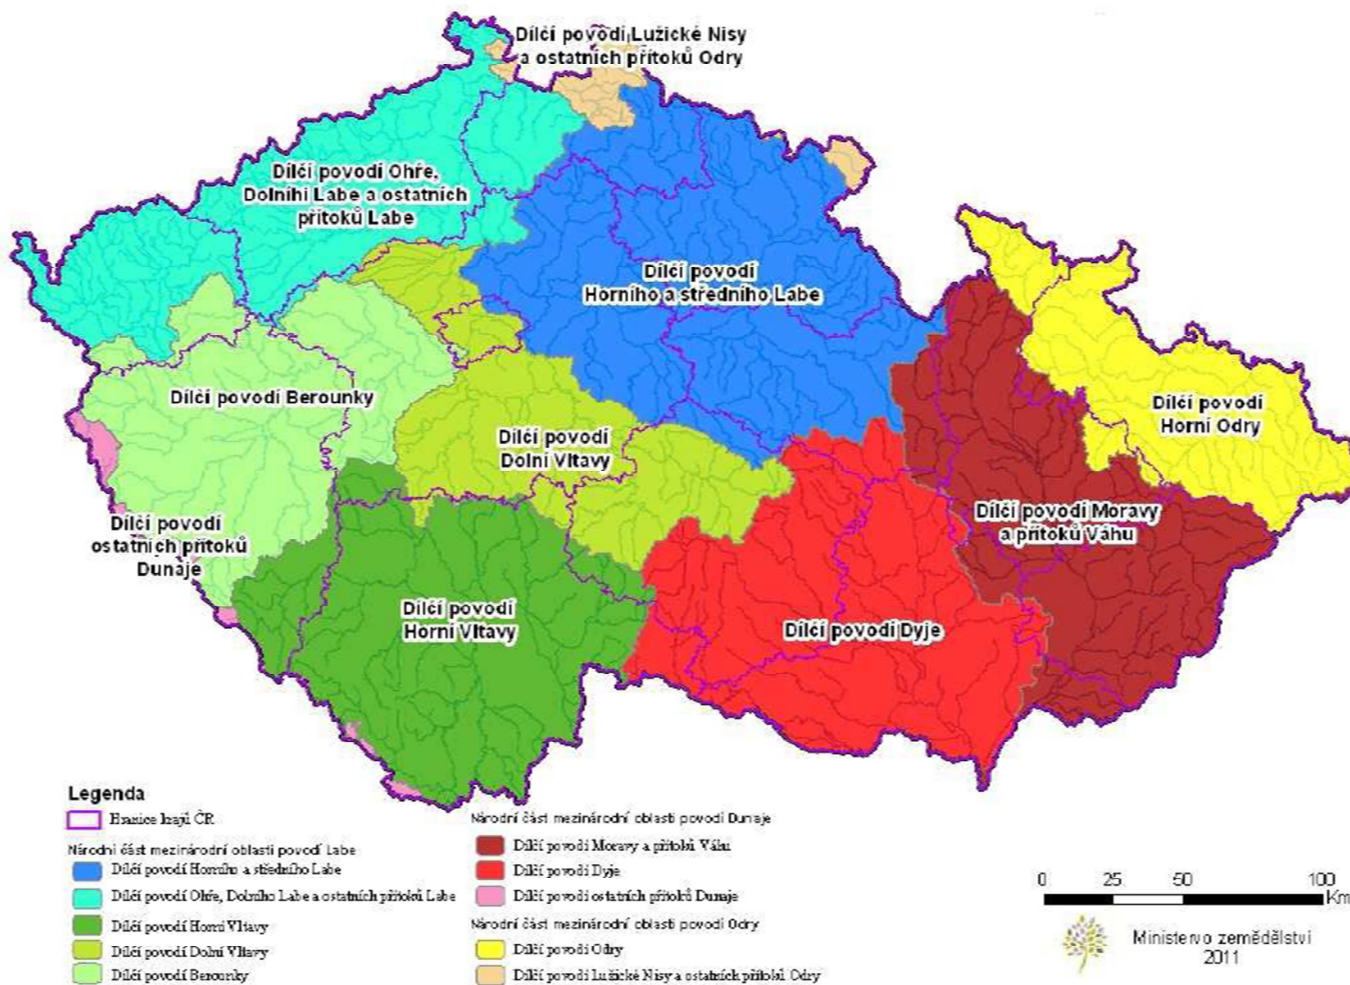 Dílčí povodí Lužické Nisy
a ostatních přítoků Odry
Dílčí povodí Ohře,
Dolního Labe a ostatních
přítoků Labe
Dílčí povodí
Horního a středního Labe
Dílčí povodí Berounky
Dílčí povodí
Dolní Vltavy
Dílčí povodí
Horní Odry
Dílčí povodí Moravy
a přítoků Váhu
Dílčí povodí
ostatních přítoků
Dunaje
Dílčí povodí
Horní Vltavy
Dílčí povodí Dyje
Legenda
Hranice krajů ČR
Národní část mezinárodní oblasti povodí Labe
Dílčí povodí Horního a středního Labe
Dílčí povodí Ohře, Dolního Labe a ostatních přítoků Labe
Dílčí povodí Horní Vltavy
Dílčí povodí Dolní Vltavy
Dílčí povodí Berounky
Národní část mezinárodní oblasti povodí Dunaje
Dílčí povodí Moravy a přítoků Váhu
Dílčí povodí Dyje
Dílčí povodí ostatních přítoků Dunaje
Národní část mezinárodní oblasti povodí Odry
Dílčí povodí Odry
Dílčí povodí Lužické Nisy a ostatních přítoků Odry
0 25 50 100
Km
Ministervo zemědělství
2011